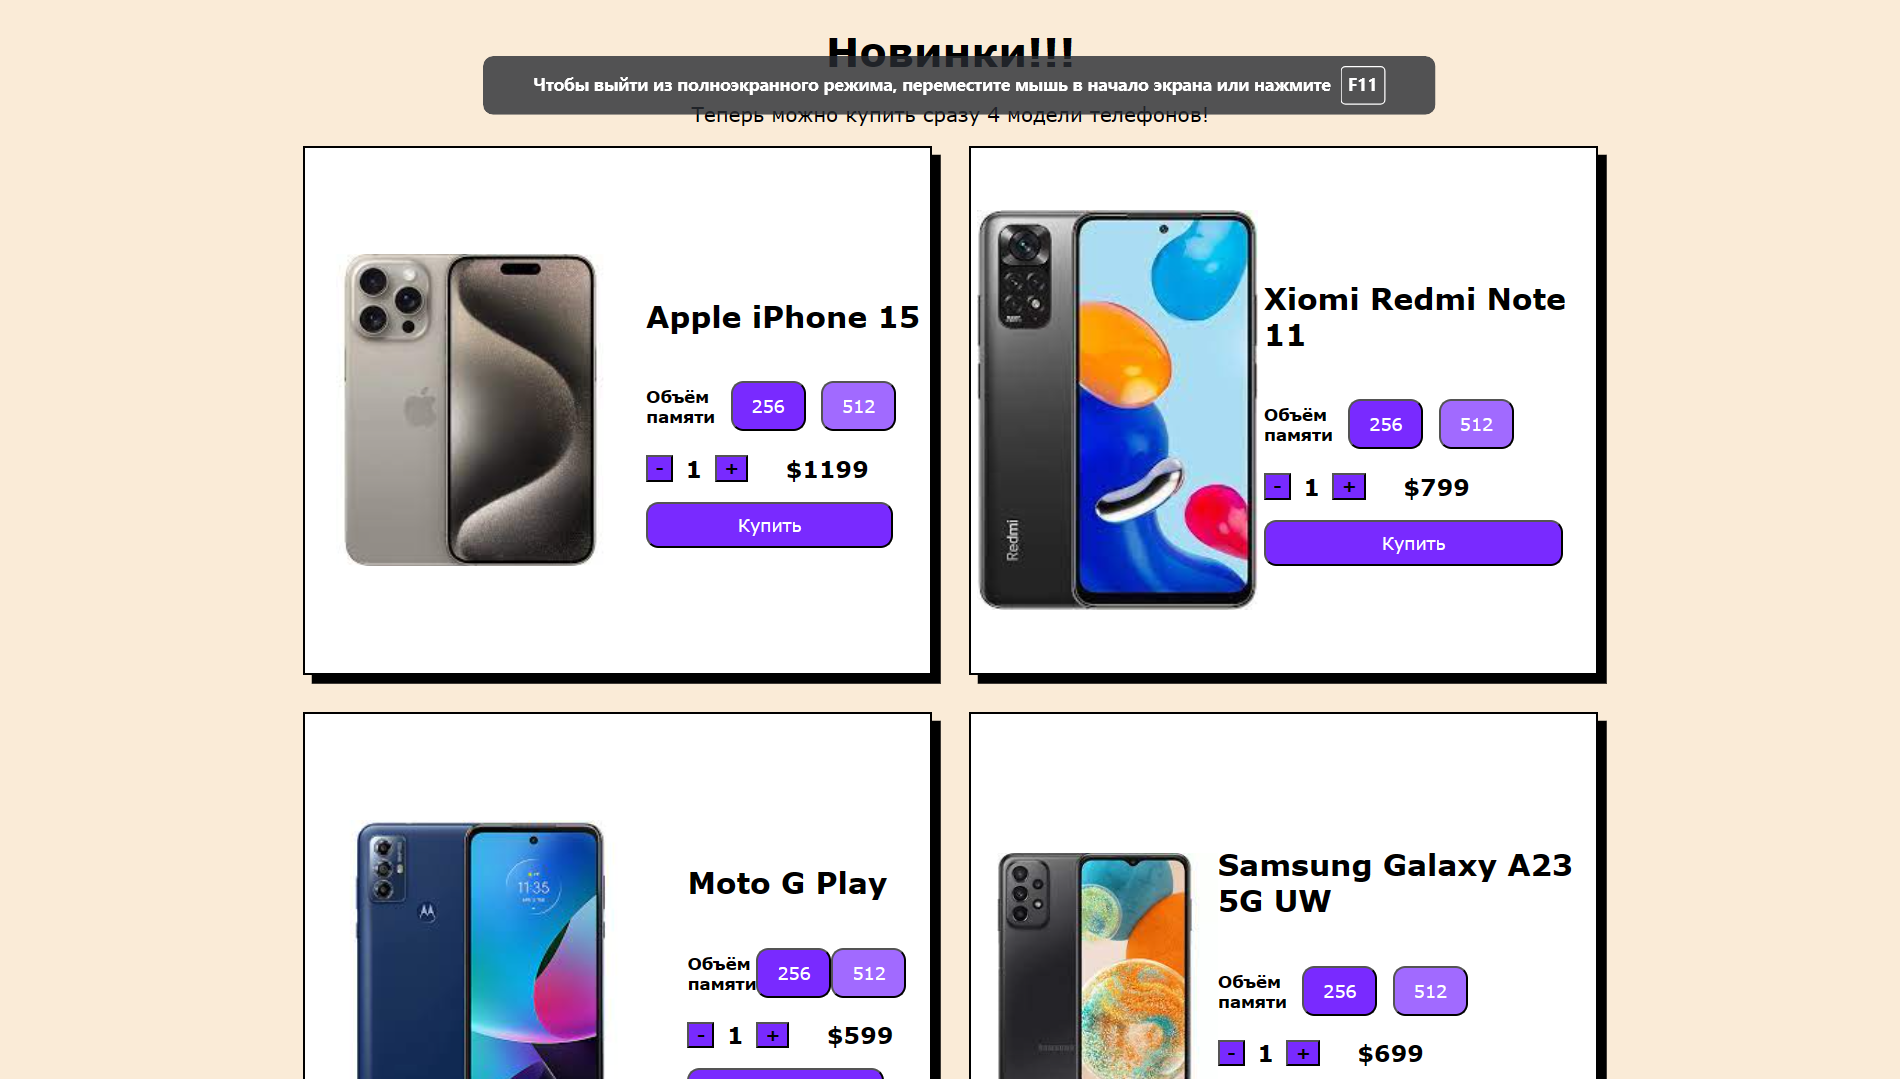 Новинки!!!
Чтобы выйти из полноэкранного режима, переместите мышь в начало экрана или нажмите F11
Теперь можно купить сразу 4 модели телефонов!
Apple iPhone 15
Объём
памяти
256
512
- 1 + $1199
Купить
Redmi
Xiomi Redmi Note
11
Объём
памяти
256
512
- 1 + $799
Купить
11:35
Moto G Play
Объём
памяти
256
512
- 1 + $599
SAMSUNG
Samsung Galaxy A23
5G UW
Объём
памяти
256
512
- 1 + $699